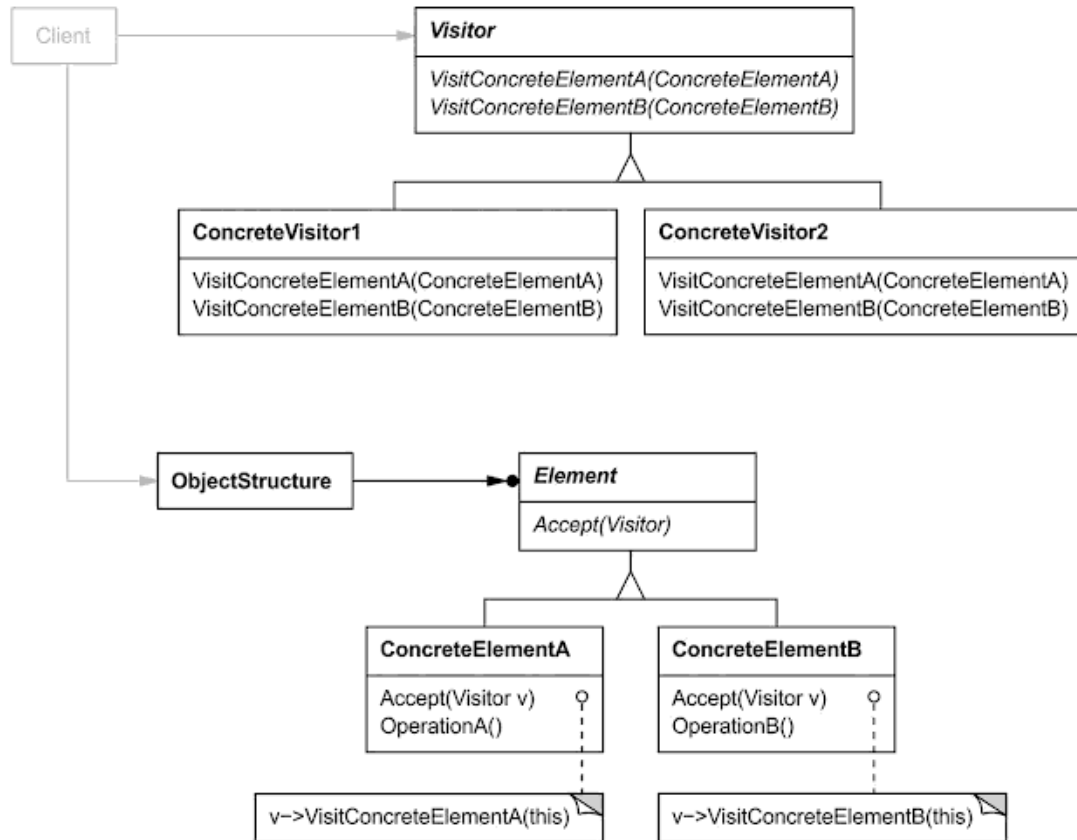 Client
Visitor
VisitConcreteElementA(ConcreteElementA)
VisitConcreteElementB(ConcreteElementB)
ConcreteVisitor1
VisitConcreteElementA(ConcreteElementA)
VisitConcreteElementB(ConcreteElementB)
ConcreteVisitor2
VisitConcreteElementA(ConcreteElementA)
VisitConcreteElementB(ConcreteElementB)
ObjectStructure
Element
Accept(Visitor)
ConcreteElementA
Accept(Visitor v)
OperationA()
ConcreteElementB
Accept(Visitor v)
OperationB()
v−>VisitConcreteElementA(this)
v−>VisitConcreteElementB(this)